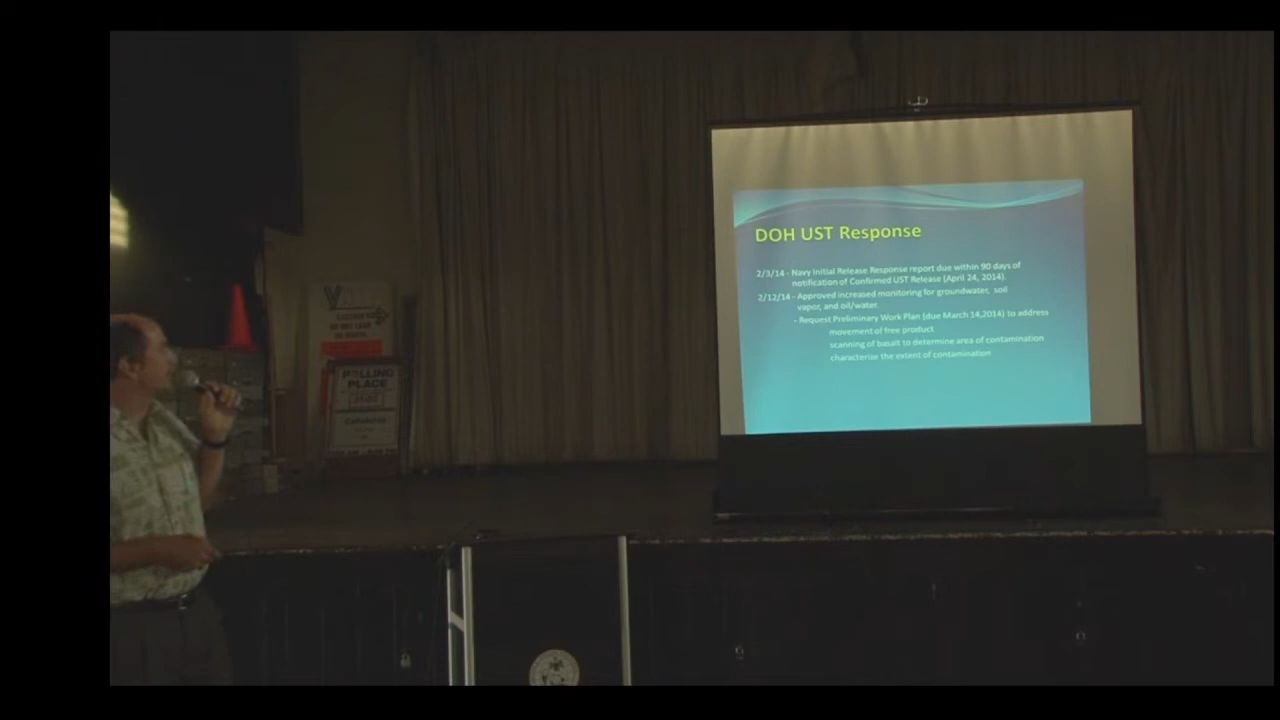 DOH UST Response
2/3/14 - Navy Initial Release Response report due within 90 days of
notification of Confirmed UST Release (April 24, 2014).
2/12/14 - Approved increased monitoring for groundwater, soil
vapor, and oil/water.
- Request Preliminary Work Plan (due March 14,2014) to address
movement of free product
scanning of basalt to determine area of contamination
characterize the extent of contamination
POLLING
PLACE